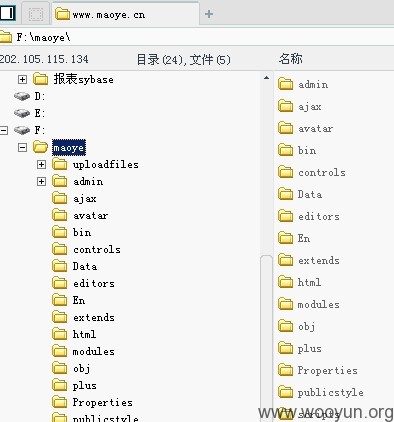 www.maoye.cn
F:\maoye\
202.105.115.134
目录(24),文件(5)
名称
报表sybase
D:
E:
F:
maoye
uploadfiles
admin
ajax
avatar
bin
controls
Data
editors
En
extends
html
modules
obj
plus
Properties
publicstyle
admin
ajax
avatar
bin
controls
Data
editors
En
extends
html
modules
obj
plus
Properties
publicstyle
scripts
www.wooyun.org